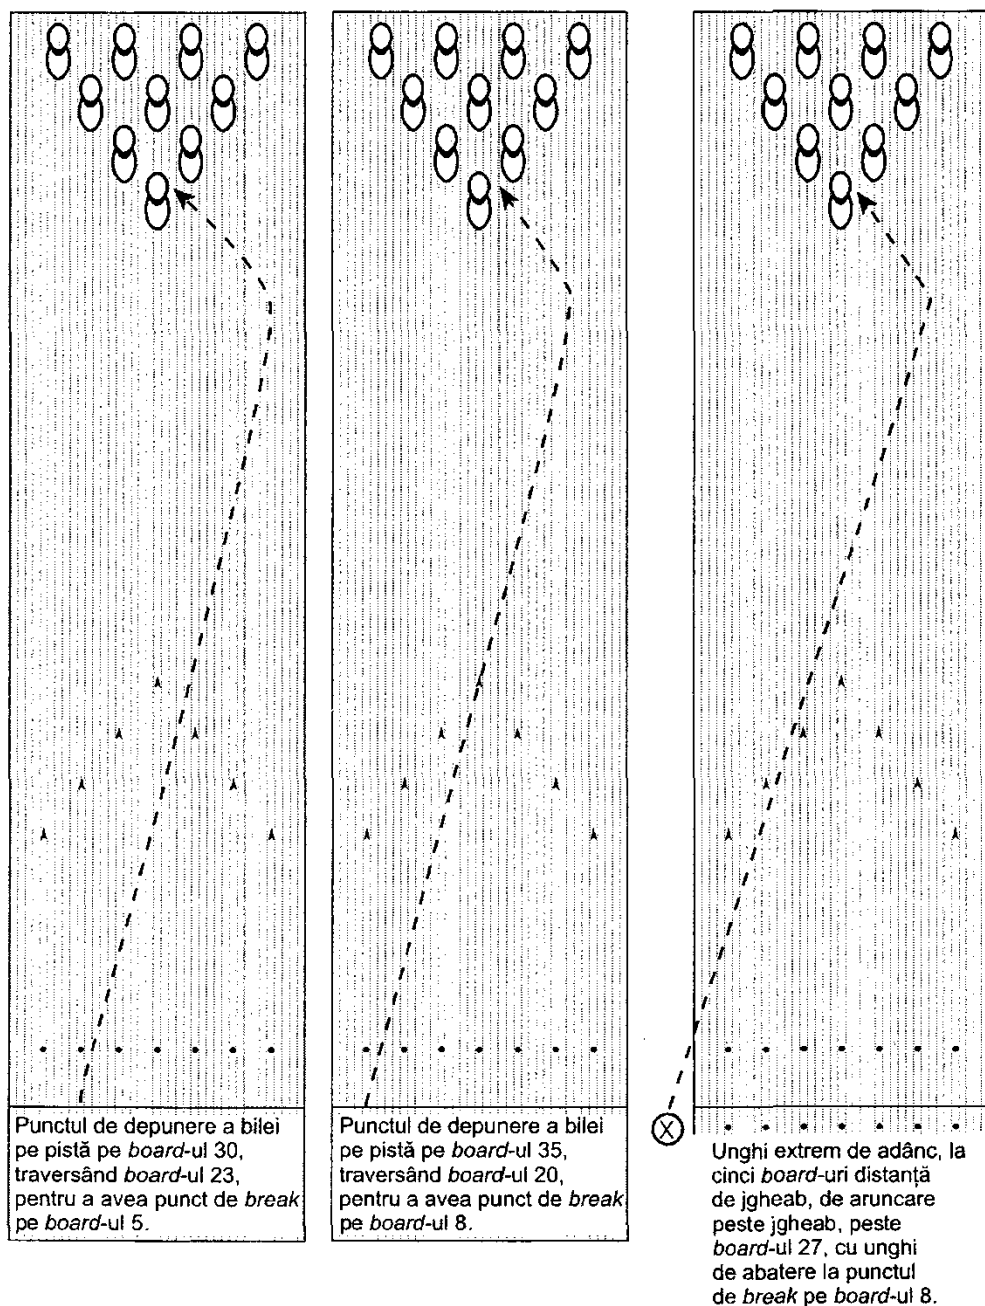 Punctul de depunere a bilei
pe pistă pe board-ul 30,
traversând board-ul 23,
pentru a avea punct de break
pe board-ul 5.
Punctul de depunere a bilei
pe pistă pe board-ul 35,
traversând board-ul 20,
pentru a avea punct de break
pe board-ul 8.
X
Unghi extrem de adânc, la
cinci board-uri distanță
de jgheab, de aruncare
peste jgheab, peste
board-ul 27, cu unghi
de abatere la punctul
de break pe board-ul 8.